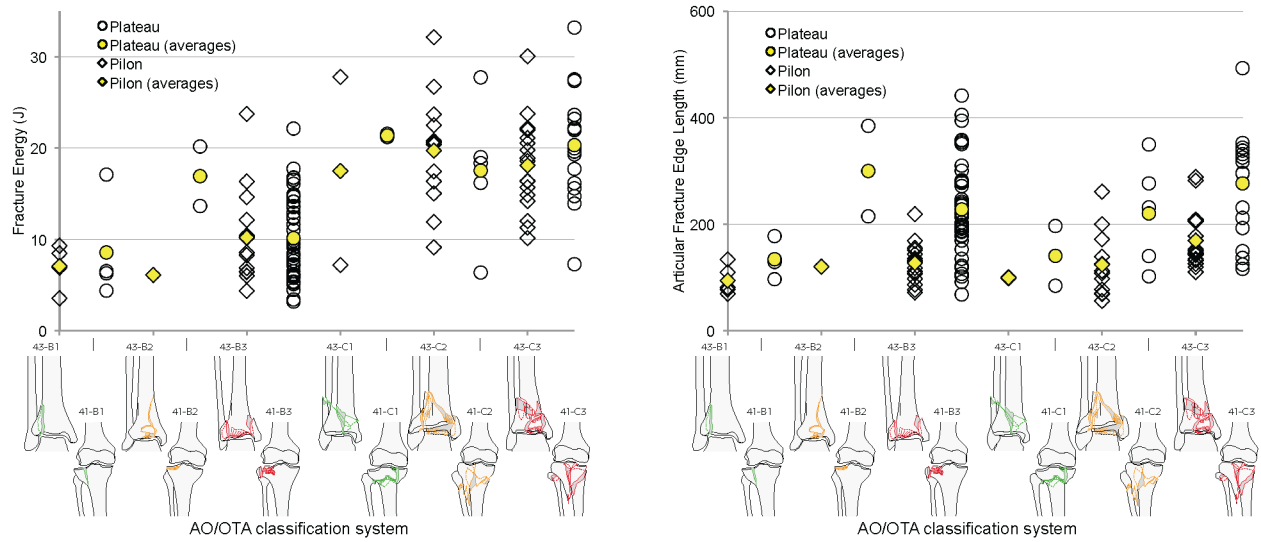 Plateau
Plateau (averages)
Pilon
Pilon (averages)
Fracture Energy (J)
30
20
10
0
43-B1
43-B2
43-B3
43-C1
43-C2
43-C3
41-B1
41-B2
41-B3
41-C1
41-C2
41-C3
AO/OTA classification system
Plateau
Plateau (averages)
Pilon
Pilon (averages)
Articular Fracture Edge Length (mm)
600
400
200
0
43-B1
43-B2
43-B3
43-C1
43-C2
43-C3
41-B1
41-B2
41-B3
41-C1
41-C2
41-C3
AO/OTA classification system